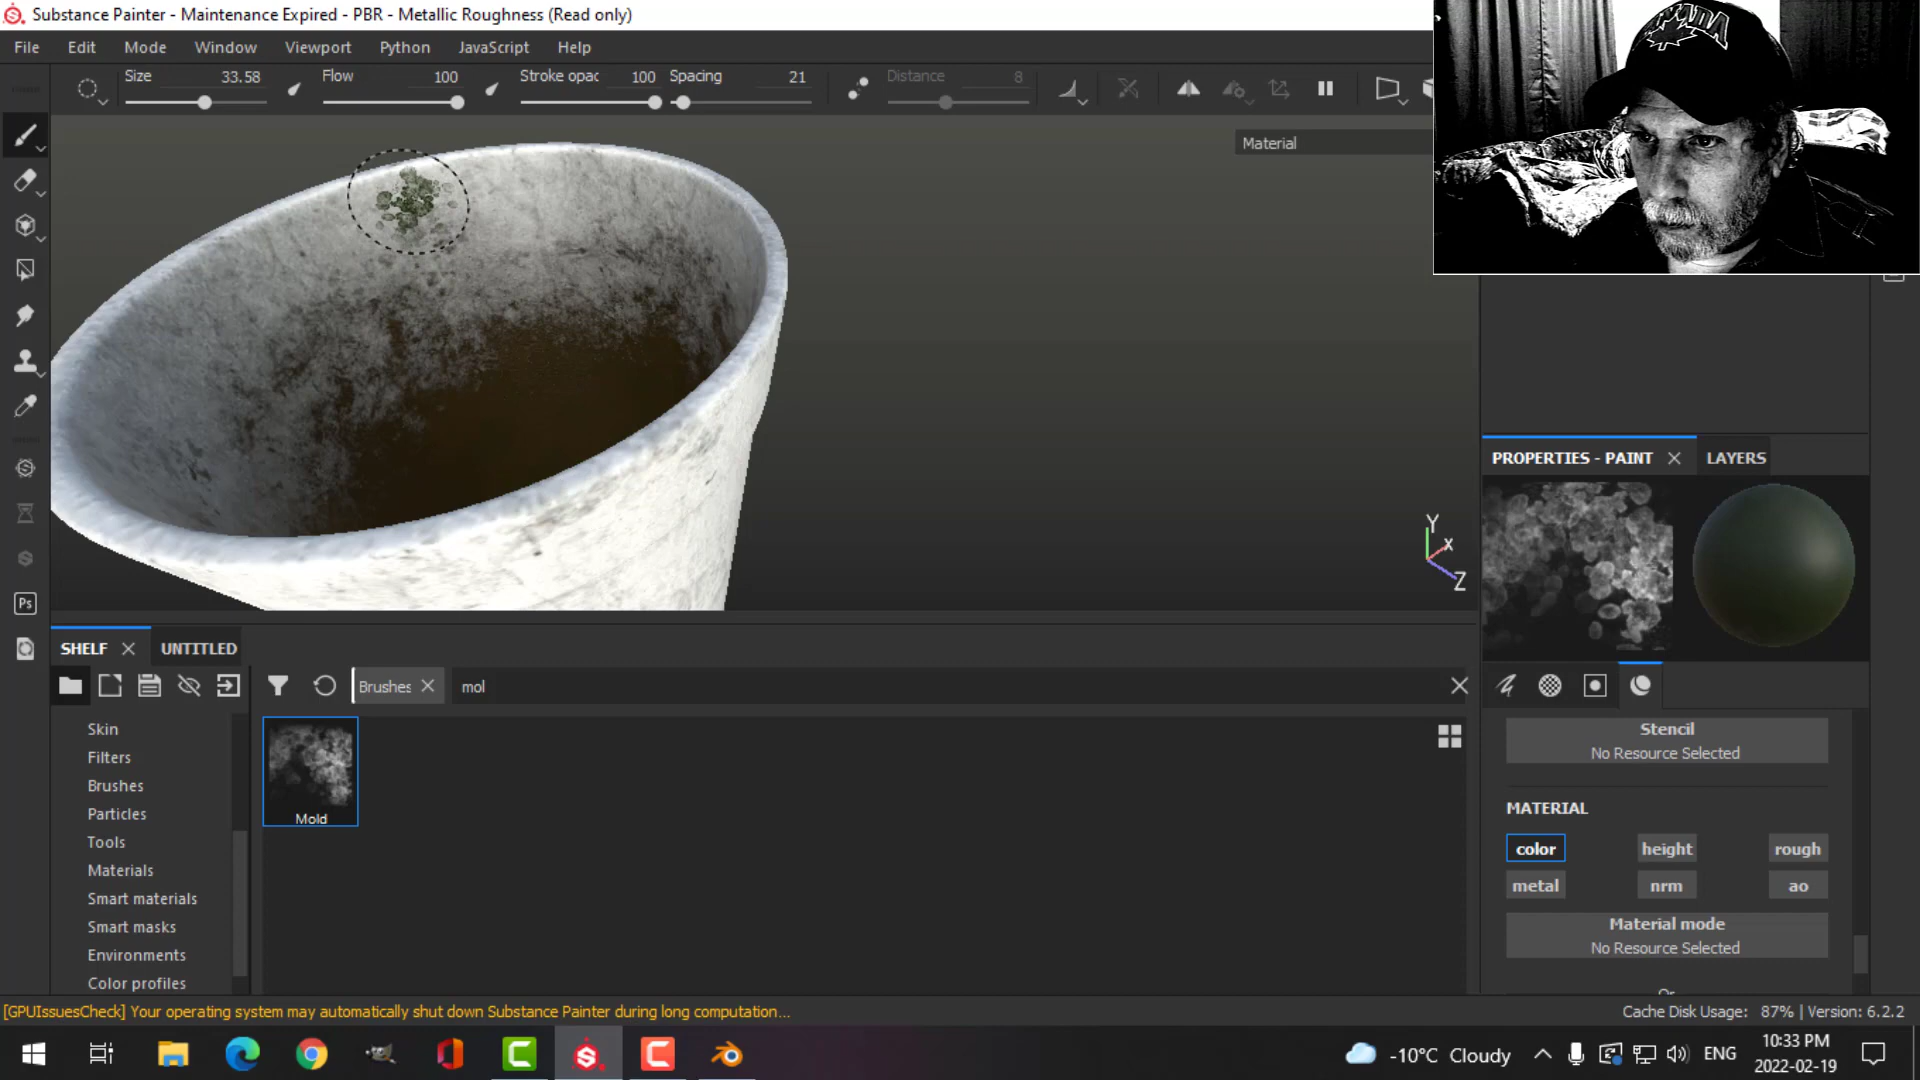 Substance Painter - Maintenance Expired - PBR - Metallic Roughness (Read only)
File Edit Mode Window Viewport Python JavaScript Help
Size 33.58 Flow 100 Stroke opac 100 Spacing 21 Distance 8
Material
CANADA
Y
X
Z
PROPERTIES - PAINT LAYERS
SHELF UNTITLED
Ps
Brushes mol
Skin
Filters
Brushes
Particles
Tools
Materials
Smart materials
Smart masks
Environments
Color profiles
Mold
Stencil
No Resource Selected
MATERIAL
color height rough
metal nrm ao
Material mode
No Resource Selected
Or
[GPUIssuesCheck] Your operating system may automatically shut down Substance Painter during long computation...
Cache Disk Usage: 87% | Version: 6.2.2
-10°C Cloudy ENG 10:33 PM
2022-02-19